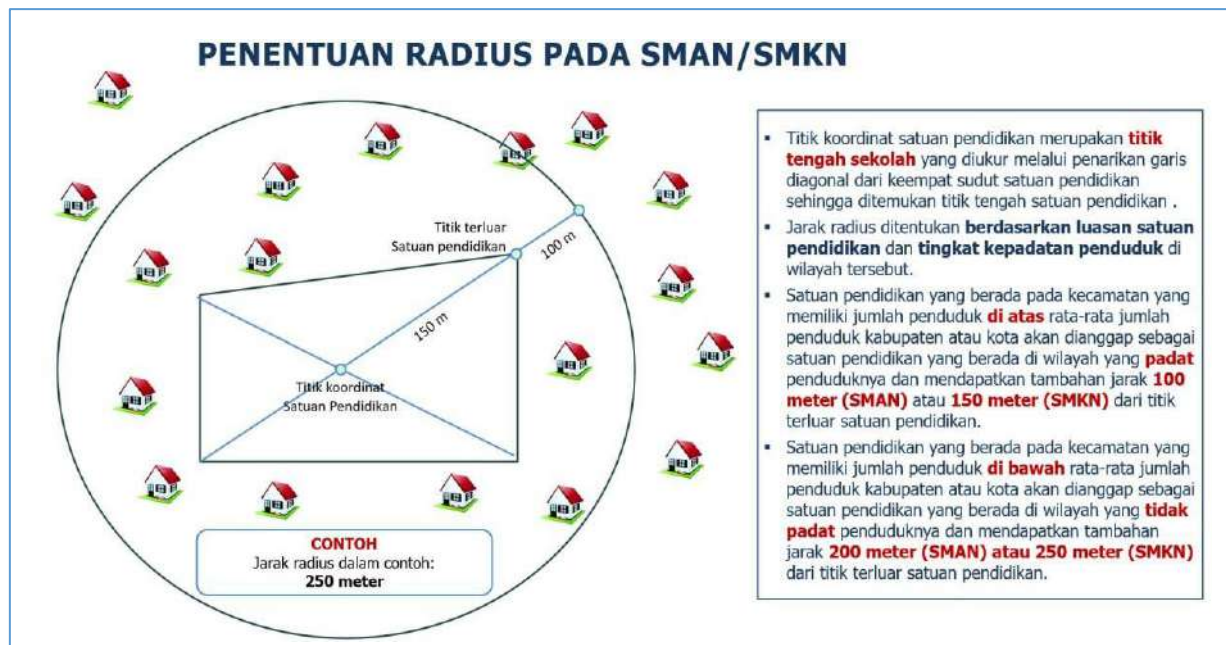 PENENTUAN RADIUS PADA SMAN/SMKN
Titik terluar
Satuan pendidikan
100 m
150 m
Titik koordinat
Satuan Pendidikan
CONTOH
Jarak radius dalam contoh:
250 meter
▪ Titik koordinat satuan pendidikan merupakan titik
tengah sekolah yang diukur melalui penarikan garis
diagonal dari keempat sudut satuan pendidikan
sehingga ditemukan titik tengah satuan pendidikan .
▪ Jarak radius ditentukan berdasarkan luasan satuan
pendidikan dan tingkat kepadatan penduduk di
wilayah tersebut.
▪ Satuan pendidikan yang berada pada kecamatan yang
memiliki jumlah penduduk di atas rata-rata jumlah
penduduk kabupaten atau kota akan dianggap sebagai
satuan pendidikan yang berada di wilayah yang padat
penduduknya dan mendapatkan tambahan jarak 100
meter (SMAN) atau 150 meter (SMKN) dari titik
terluar satuan pendidikan.
▪ Satuan pendidikan yang berada pada kecamatan yang
memiliki jumlah penduduk di bawah rata-rata jumlah
penduduk kabupaten atau kota akan dianggap sebagai
satuan pendidikan yang berada di wilayah yang tidak
padat penduduknya dan mendapatkan tambahan
jarak 200 meter (SMAN) atau 250 meter (SMKN)
dari titik terluar satuan pendidikan.